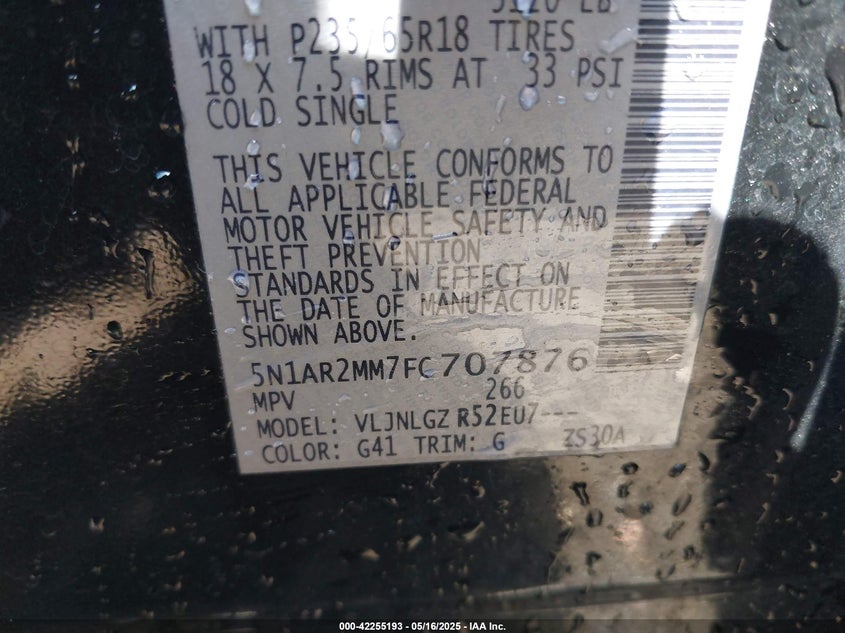 5120 LB
WITH P235/65R18 TIRES
18 X 7.5 RIMS AT 33 PSI
COLD SINGLE
THIS VEHICLE CONFORMS TO
ALL APPLICABLE FEDERAL
MOTOR VEHICLE SAFETY AND
THEFT PREVENTION
STANDARDS IN EFFECT ON
THE DATE OF MANUFACTURE
SHOWN ABOVE.
5N1AR2MM7FC707876
MPV 266
MODEL: VLJNLGZ R52EU7---
COLOR: G41 TRIM: G ZS30A
000-42255193 - 05/16/2025 - IAA Inc.